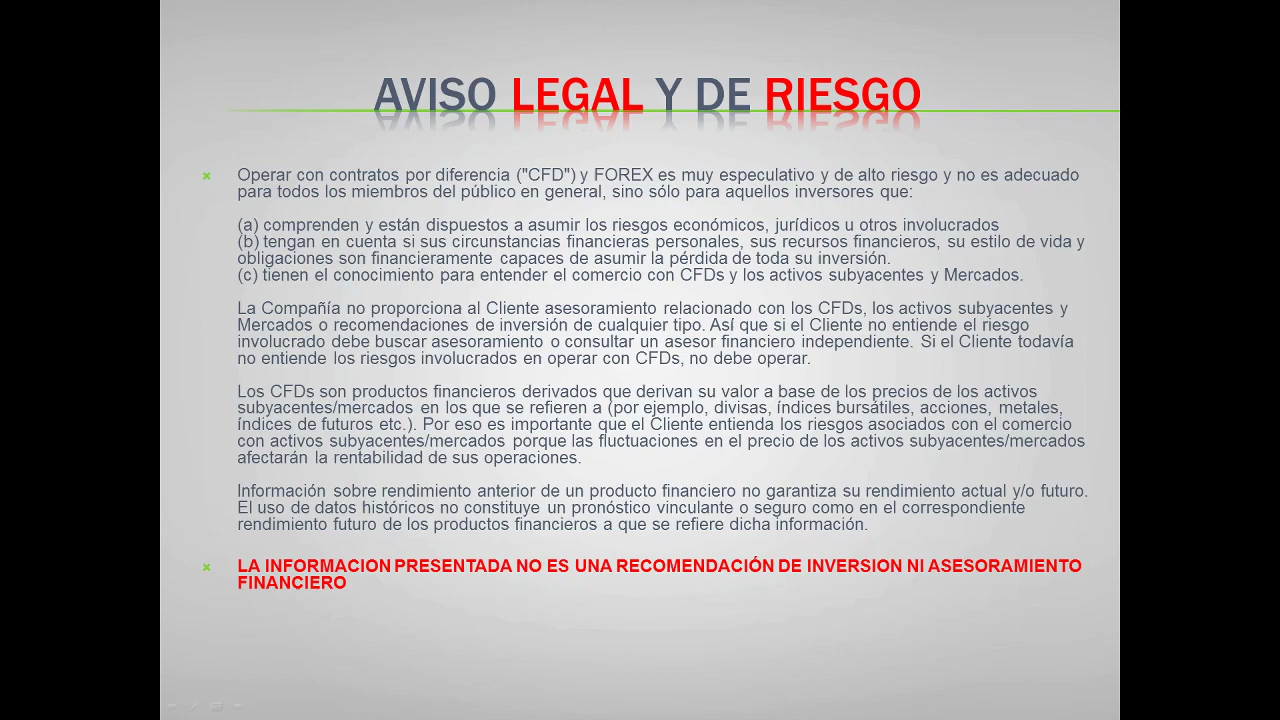 AVISO LEGAL Y DE RIESGO
Operar con contratos por diferencia ("CFD") y FOREX es muy especulativo y de alto riesgo y no es adecuado
para todos los miembros del público en general, sino sólo para aquellos inversores que:
(a) comprenden y están dispuestos a asumir los riesgos económicos, jurídicos u otros involucrados
(b) tengan en cuenta si sus circunstancias financieras personales, sus recursos financieros, su estilo de vida y
obligaciones son financieramente capaces de asumir la pérdida de toda su inversión.
(c) tienen el conocimiento para entender el comercio con CFDs y los activos subyacentes y Mercados.
La Compañía no proporciona al Cliente asesoramiento relacionado con los CFDs, los activos subyacentes y
Mercados o recomendaciones de inversión de cualquier tipo. Así que si el Cliente no entiende el riesgo
involucrado debe buscar asesoramiento o consultar un asesor financiero independiente. Si el Cliente todavía
no entiende los riesgos involucrados en operar con CFDs, no debe operar.
Los CFDs son productos financieros derivados que derivan su valor a base de los precios de los activos
subyacentes/mercados en los que se refieren a (por ejemplo, divisas, índices bursátiles, acciones, metales,
índices de futuros etc.). Por eso es importante que el Cliente entienda los riesgos asociados con el comercio
con activos subyacentes/mercados porque las fluctuaciones en el precio de los activos subyacentes/mercados
afectarán la rentabilidad de sus operaciones.
Información sobre rendimiento anterior de un producto financiero no garantiza su rendimiento actual y/o futuro.
El uso de datos históricos no constituye un pronóstico vinculante o seguro como en el correspondiente
rendimiento futuro de los productos financieros a que se refiere dicha información.
LA INFORMACION PRESENTADA NO ES UNA RECOMENDACIÓN DE INVERSION NI ASESORAMIENTO
FINANCIERO